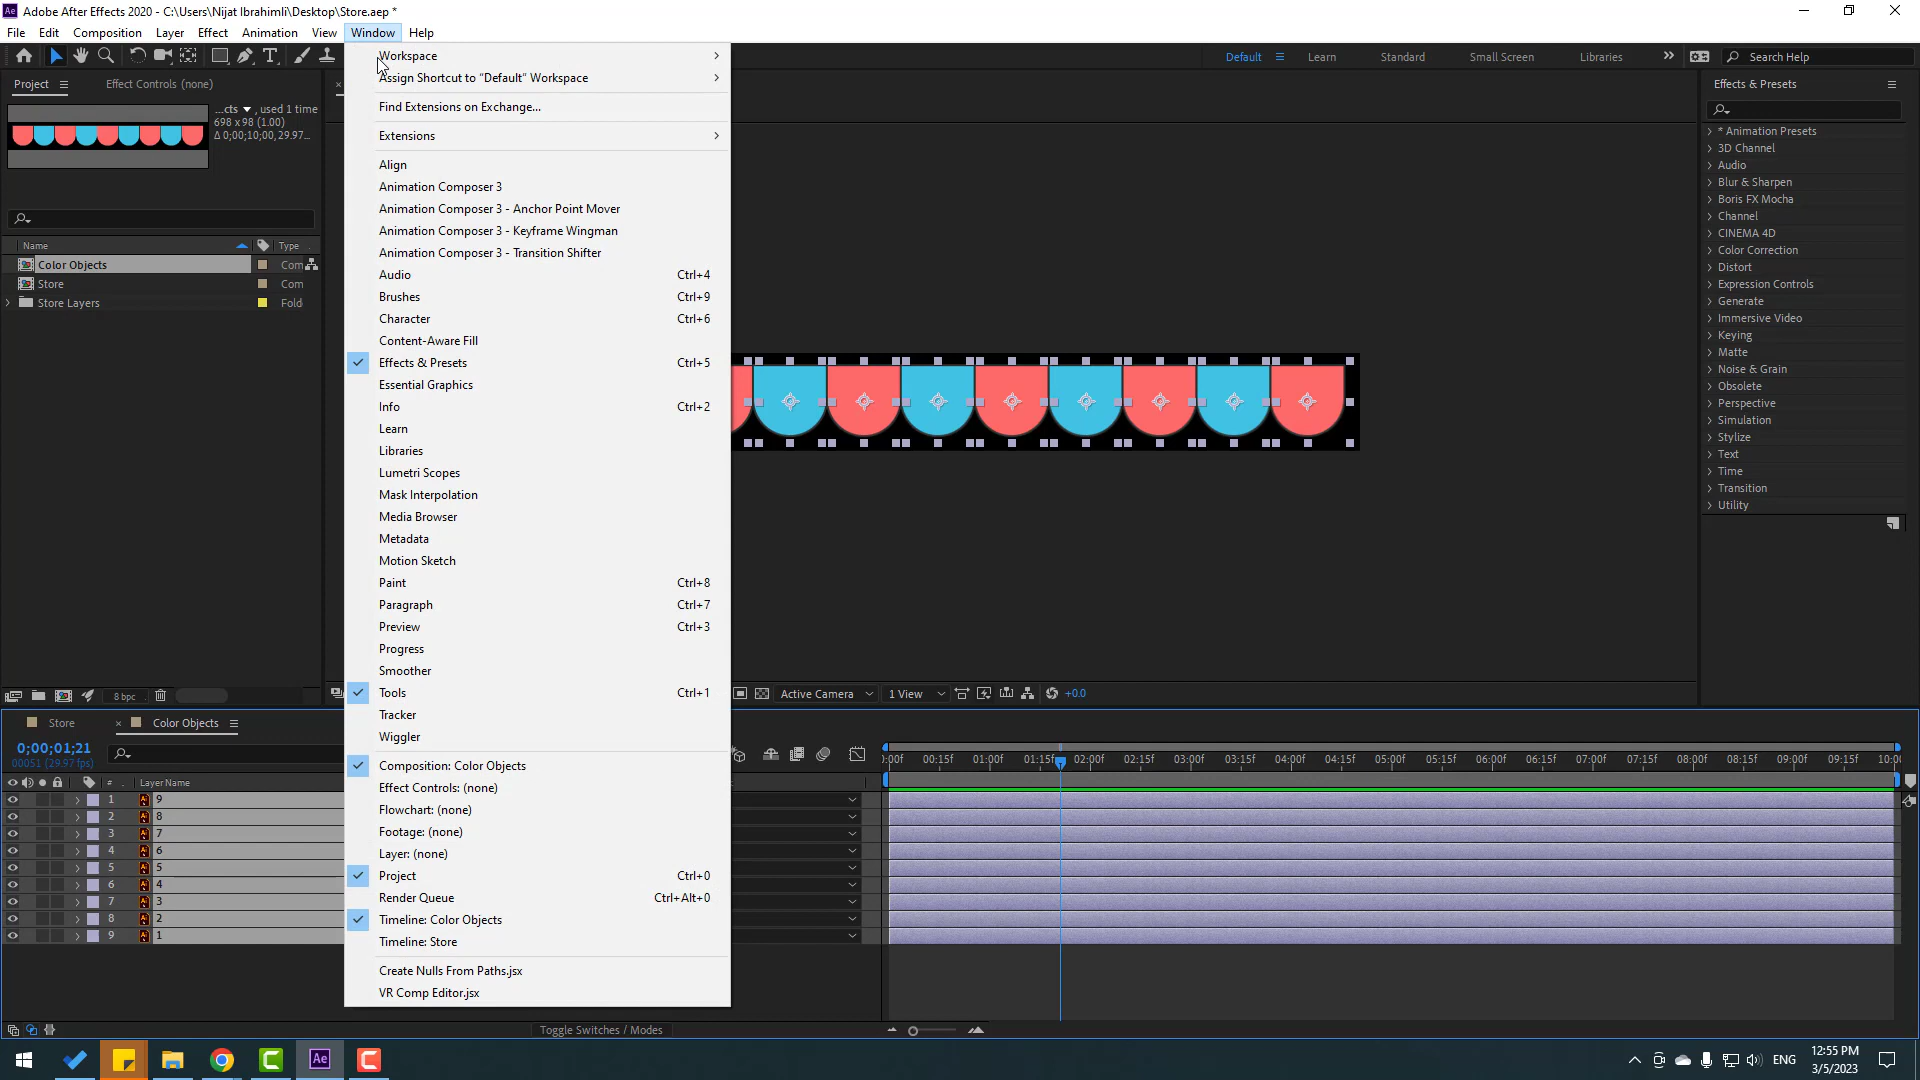 Adobe After Effects 2020 - C:\Users\Nijat Ibrahimli\Desktop\Store.aep *
File Edit Composition Layer Effect Animation View Window Help
Default Learn Standard Small Screen Libraries Search Help
Project Effect Controls (none)
...cts, used 1 time
698 x 98 (1.00)
Δ 0;00;10;00, 29.97...
Name Type
Color Objects Com
Store Com
Store Layers Fold
8 bpc
Workspace
Assign Shortcut to "Default" Workspace
Find Extensions on Exchange...
Extensions
Align
Animation Composer 3
Animation Composer 3 - Anchor Point Mover
Animation Composer 3 - Keyframe Wingman
Animation Composer 3 - Transition Shifter
Audio Ctrl+4
Brushes Ctrl+9
Character Ctrl+6
Content-Aware Fill
Effects & Presets Ctrl+5
Essential Graphics
Info Ctrl+2
Learn
Libraries
Lumetri Scopes
Mask Interpolation
Media Browser
Metadata
Motion Sketch
Paint Ctrl+8
Paragraph Ctrl+7
Preview Ctrl+3
Progress
Smoother
Tools Ctrl+1
Tracker
Wiggler
Composition: Color Objects
Effect Controls: (none)
Flowchart: (none)
Footage: (none)
Layer: (none)
Project Ctrl+0
Render Queue Ctrl+Alt+0
Timeline: Color Objects
Timeline: Store
Create Nulls From Paths.jsx
VR Comp Editor.jsx
Active Camera 1 View +0.0
Effects & Presets
* Animation Presets
3D Channel
Audio
Blur & Sharpen
Boris FX Mocha
Channel
CINEMA 4D
Color Correction
Distort
Expression Controls
Generate
Immersive Video
Keying
Matte
Noise & Grain
Obsolete
Perspective
Simulation
Stylize
Text
Time
Transition
Utility
Store Color Objects
0;00;01;21
00051 (29.97 fps)
# Layer Name
1 9
2 8
3 7
4 6
5 5
6 4
7 3
8 2
9 1
:00f 00:15f 01:00f 01:15f 02:00f 02:15f 03:00f 03:15f 04:00f 04:15f 05:00f 05:15f 06:00f 06:15f 07:00f 07:15f 08:00f 08:15f 09:00f 09:15f 10:0
Toggle Switches / Modes
ENG
12:55 PM
3/5/2023